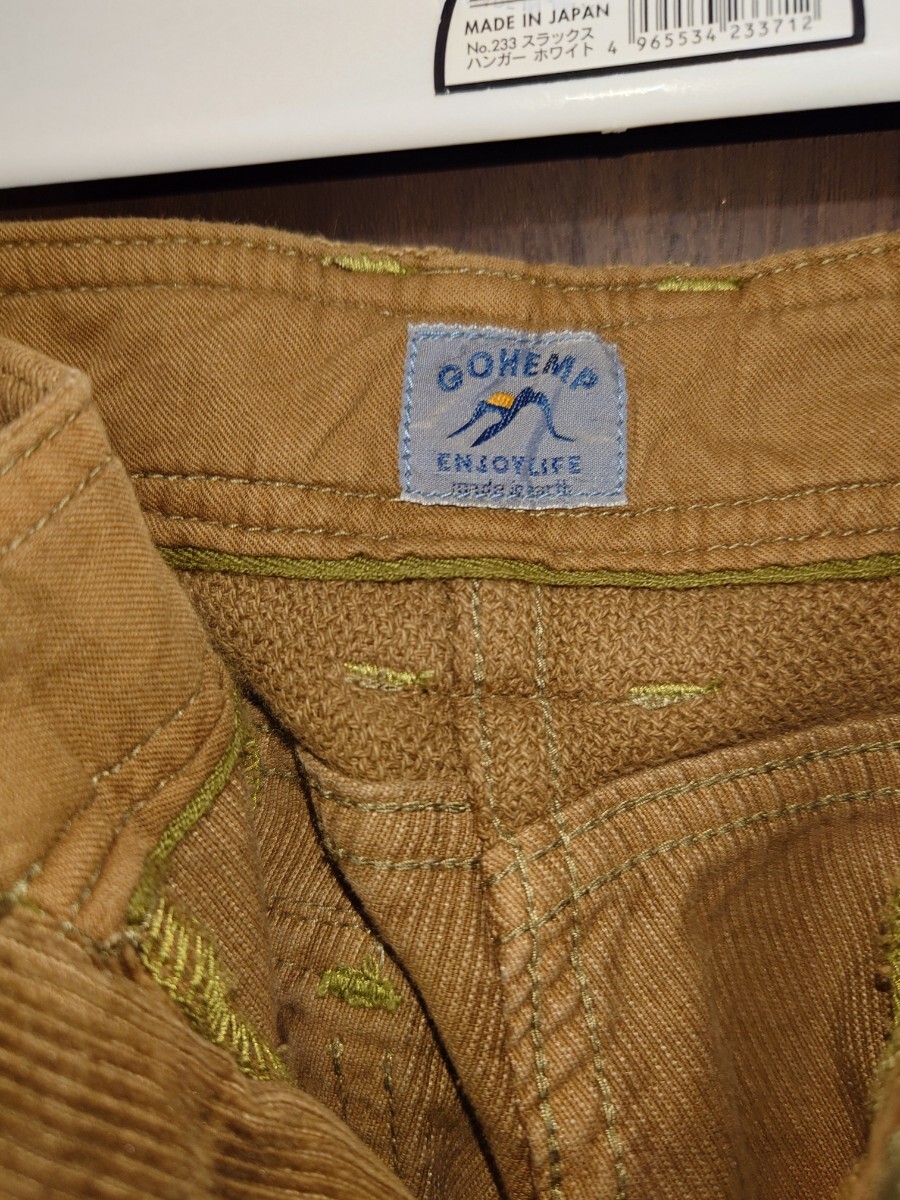 MADE IN JAPAN
No.233 スラックス
ハンガー ホワイト
4 965534 233712
GOHEMP
ENJOYLIFE
made in earth